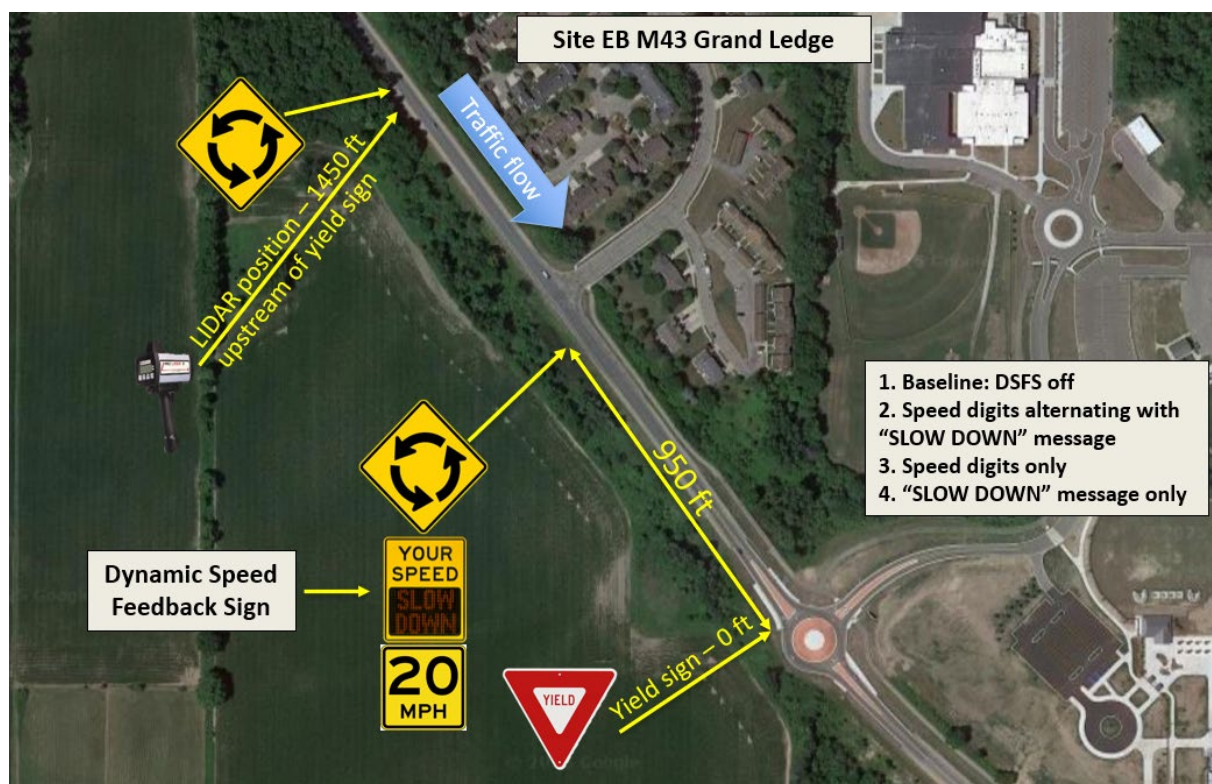 Site EB M43 Grand Ledge
Traffic flow
LIDAR position – 1450 ft
upstream of yield sign
950 ft
1. Baseline: DSFS off
2. Speed digits alternating with
“SLOW DOWN” message
3. Speed digits only
4. “SLOW DOWN” message only
Dynamic Speed
Feedback Sign
YOUR
SPEED
SLOW
DOWN
20
MPH
YIELD
Yield sign – 0 ft